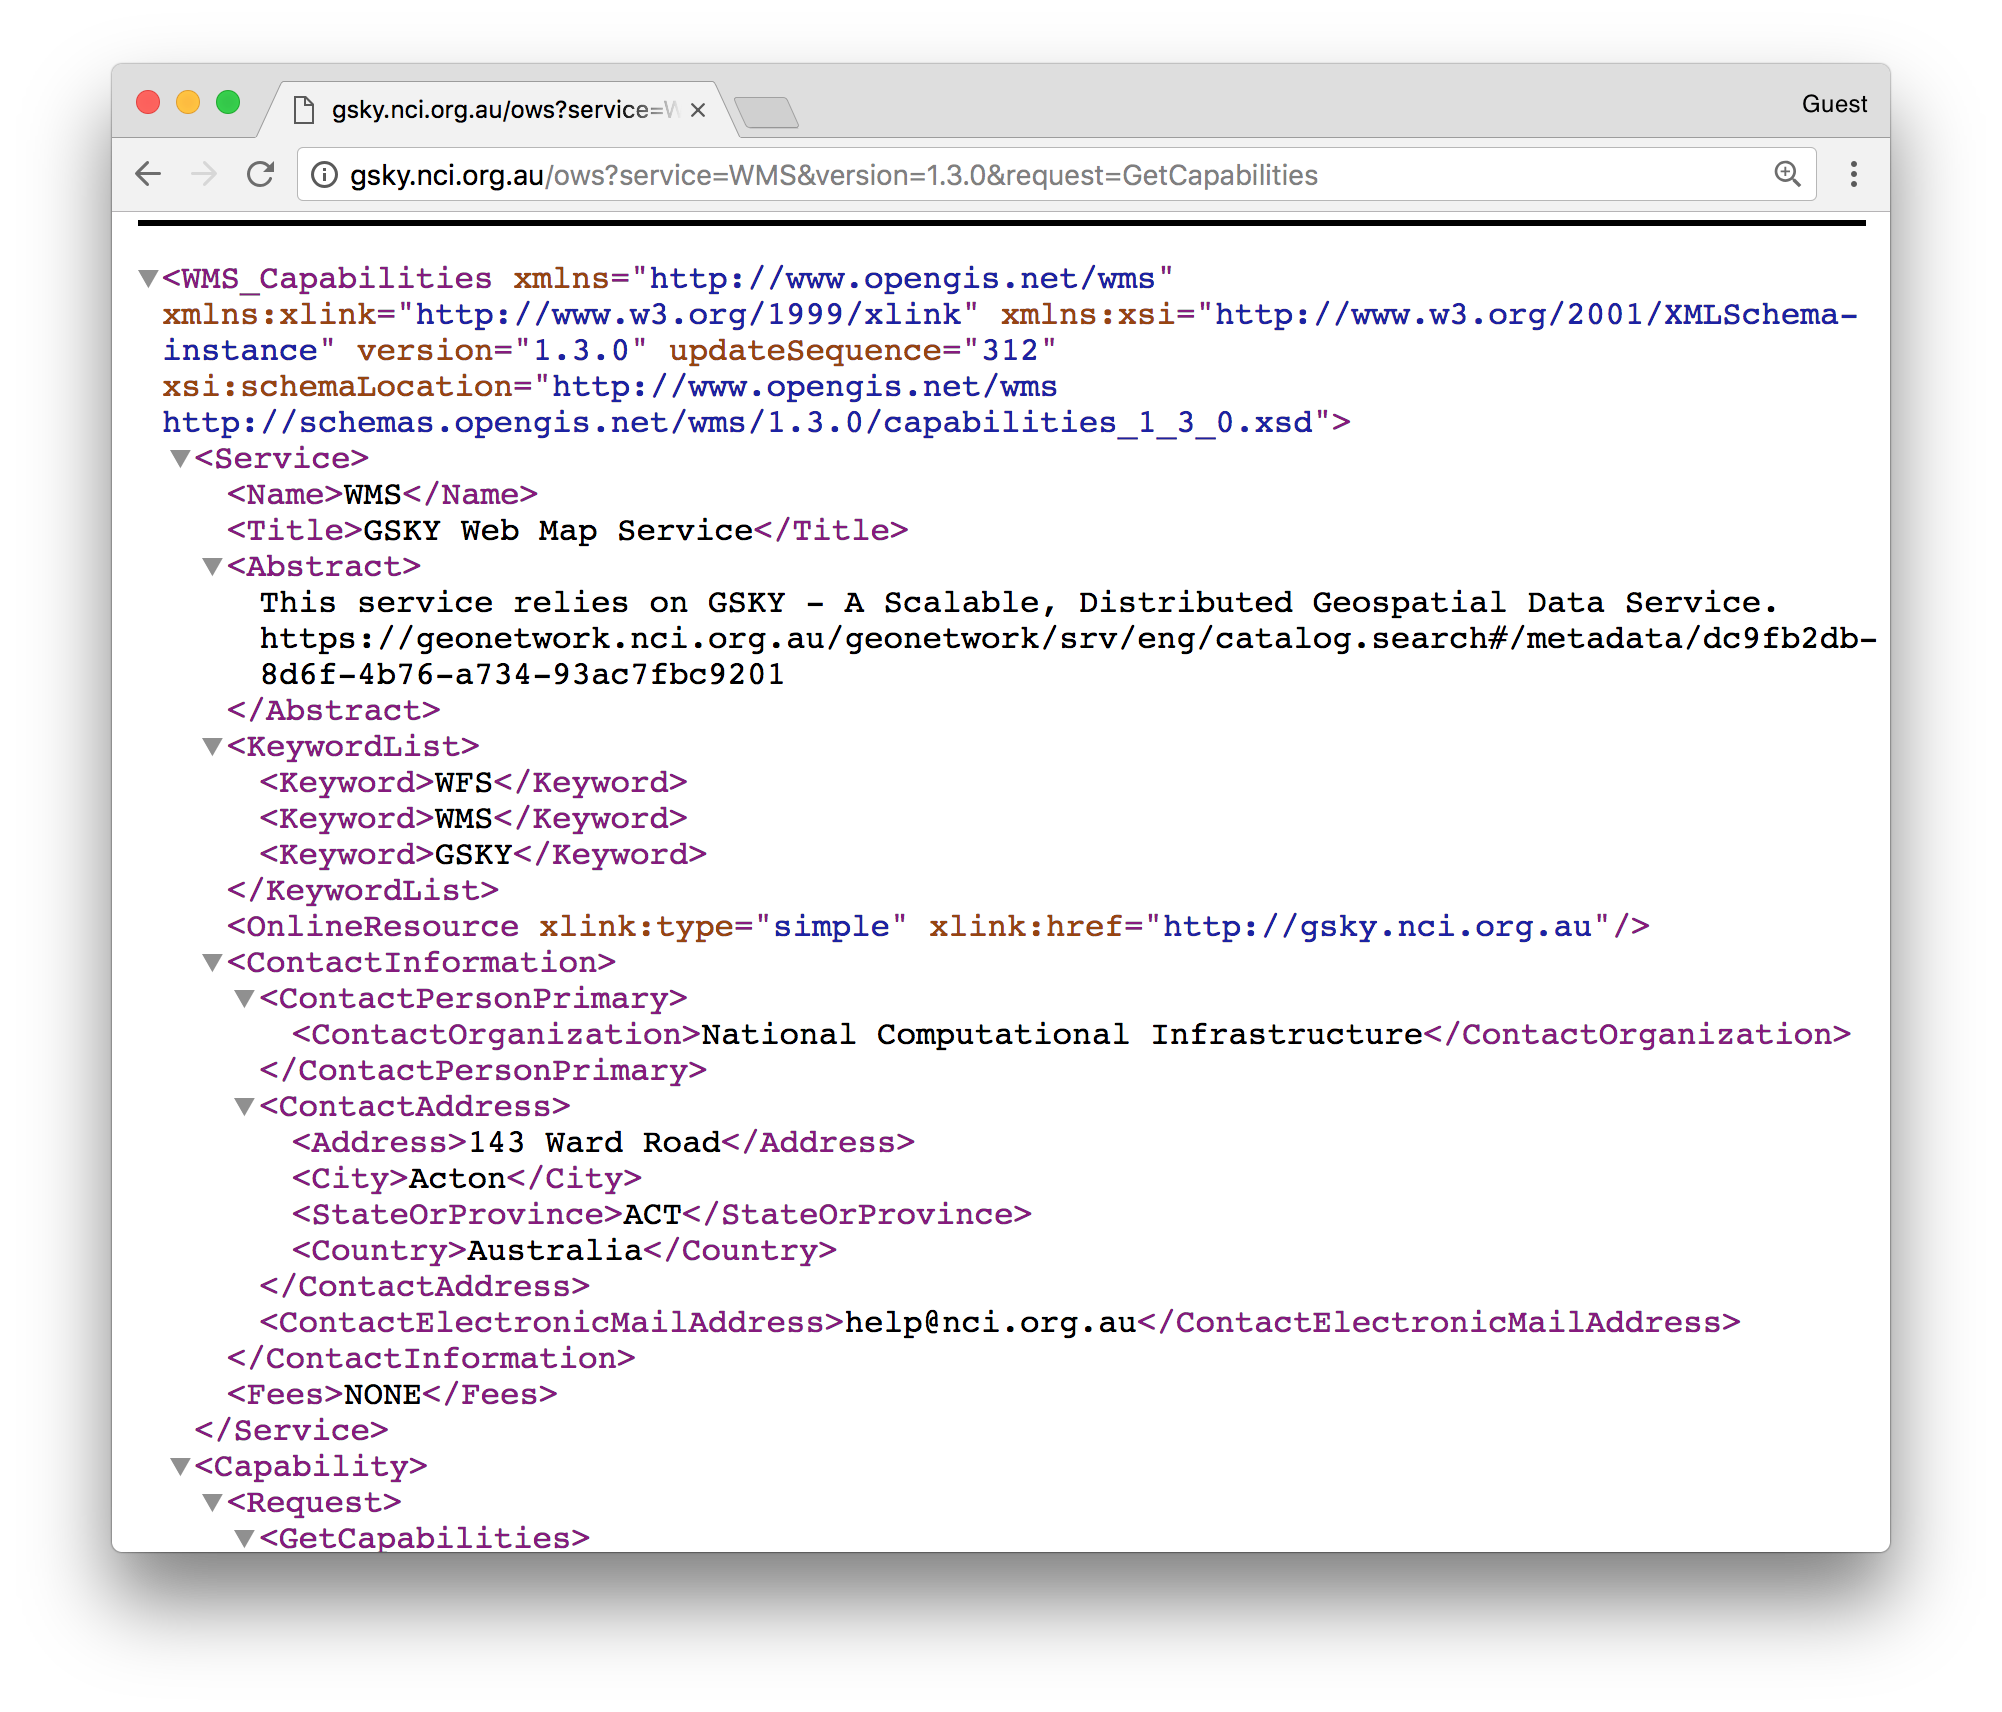 gsky.nci.org.au/ows?service=W
Guest
gsky.nci.org.au/ows?service=WMS&version=1.3.0&request=GetCapabilities
<WMS_Capabilities xmlns="http://www.opengis.net/wms"
xmlns:xlink="http://www.w3.org/1999/xlink" xmlns:xsi="http://www.w3.org/2001/XMLSchema-
instance" version="1.3.0" updateSequence="312"
xsi:schemaLocation="http://www.opengis.net/wms
http://schemas.opengis.net/wms/1.3.0/capabilities_1_3_0.xsd">
<Service>
<Name>WMS</Name>
<Title>GSKY Web Map Service</Title>
<Abstract>
This service relies on GSKY - A Scalable, Distributed Geospatial Data Service.
https://geonetwork.nci.org.au/geonetwork/srv/eng/catalog.search#/metadata/dc9fb2db-
8d6f-4b76-a734-93ac7fbc9201
</Abstract>
<KeywordList>
<Keyword>WFS</Keyword>
<Keyword>WMS</Keyword>
<Keyword>GSKY</Keyword>
</KeywordList>
<OnlineResource xlink:type="simple" xlink:href="http://gsky.nci.org.au"/>
<ContactInformation>
<ContactPersonPrimary>
<ContactOrganization>National Computational Infrastructure</ContactOrganization>
</ContactPersonPrimary>
<ContactAddress>
<Address>143 Ward Road</Address>
<City>Acton</City>
<StateOrProvince>ACT</StateOrProvince>
<Country>Australia</Country>
</ContactAddress>
<ContactElectronicMailAddress>help@nci.org.au</ContactElectronicMailAddress>
</ContactInformation>
<Fees>NONE</Fees>
</Service>
<Capability>
<Request>
<GetCapabilities>